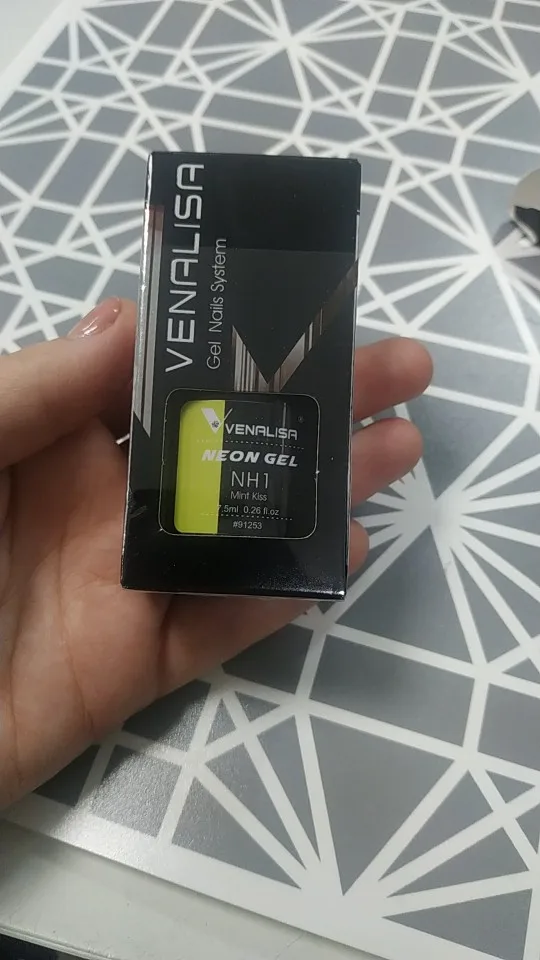 VENALISA
Gel Nails System
VENALISA
NEON GEL
NH1
Mint Kiss
7.5ml 0.26 fl.oz
#91253